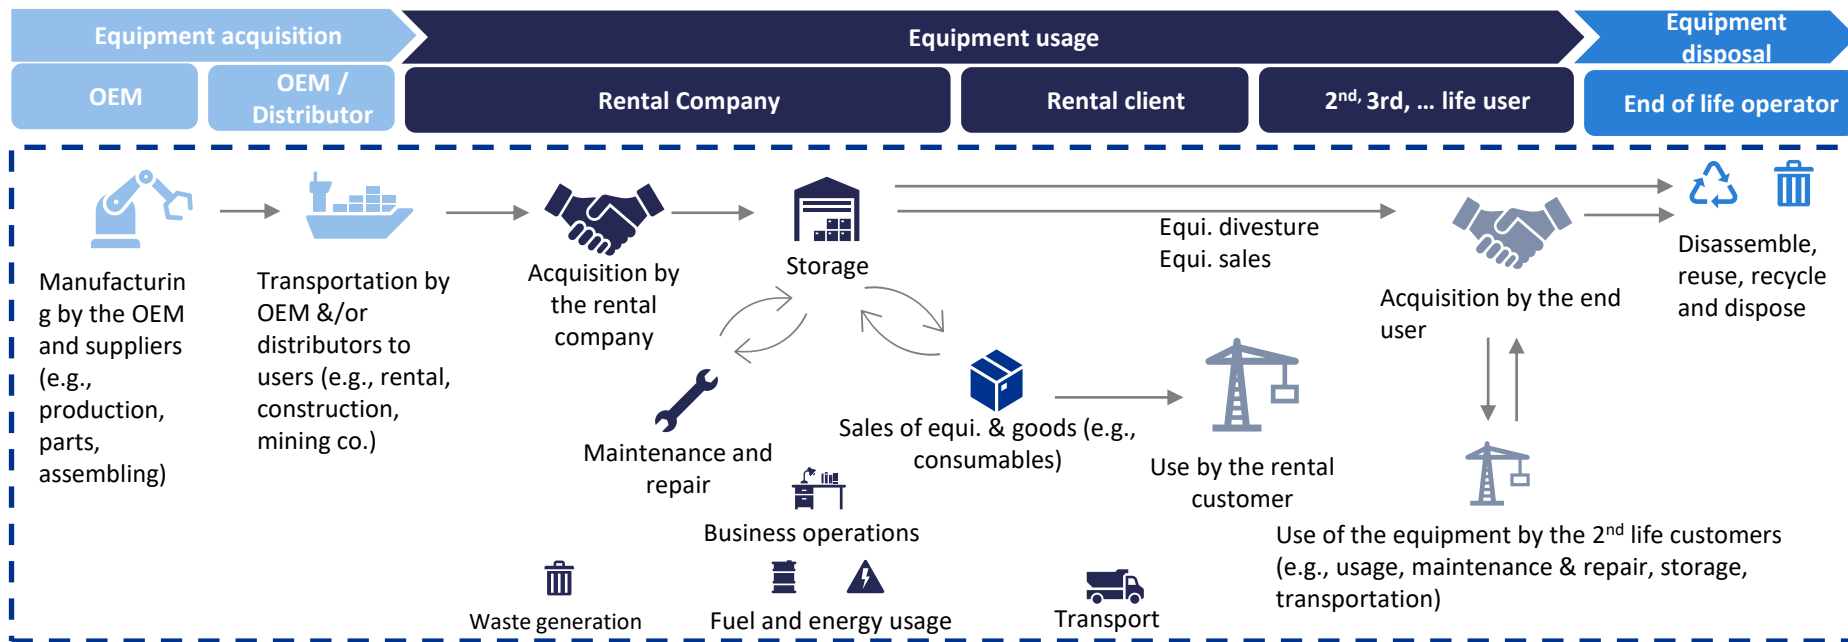 Equipment acquisition
Equipment usage
Equipment
disposal
OEM
OEM /
Distributor
Rental Company
Rental client
2nd, 3rd, ... life user
End of life operator
Manufacturin
g by the OEM
and suppliers
(e.g.,
production,
parts,
assembling)
Transportation by
OEM &/or
distributors to
users (e.g., rental,
construction,
mining co.)
Acquisition by
the rental
company
Storage
Equi. divesture
Equi. sales
Acquisition by the end
user
Disassemble,
reuse, recycle
and dispose
Maintenance and
repair
Sales of equi. & goods (e.g.,
consumables)
Use by the rental
customer
Business operations
Use of the equipment by the 2nd life customers
(e.g., usage, maintenance & repair, storage,
transportation)
Waste generation
Fuel and energy usage
Transport